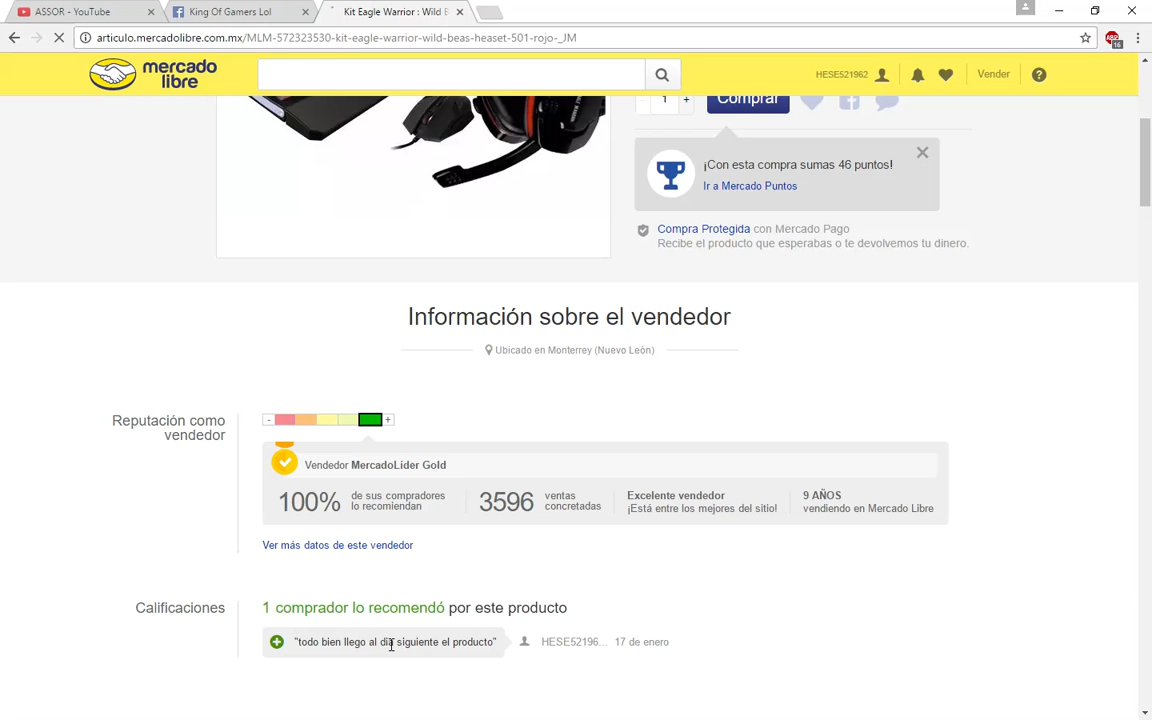 ASSOR - YouTube
King Of Gamers Lol
Kit Eagle Warrior : Wild B
articulo.mercadolibre.com.mx/MLM-572323530-kit-eagle-warrior-wild-beas-heaset-501-rojo-_JM
16
mercado
libre
HESE521962
Vender
?
- 1 +
Comprar
¡Con esta compra sumas 46 puntos!
Ir a Mercado Puntos
Compra Protegida con Mercado Pago
Recibe el producto que esperabas o te devolvemos tu dinero.
Información sobre el vendedor
Ubicado en Monterrey (Nuevo León)
Reputación como
vendedor
- +
Vendedor MercadoLíder Gold
100% de sus compradores
lo recomiendan
3596 ventas
concretadas
Excelente vendedor
¡Está entre los mejores del sitio!
9 AÑOS
vendiendo en Mercado Libre
Ver más datos de este vendedor
Calificaciones
1 comprador lo recomendó por este producto
"todo bien llego al dia siguiente el producto"
HESE52196... 17 de enero